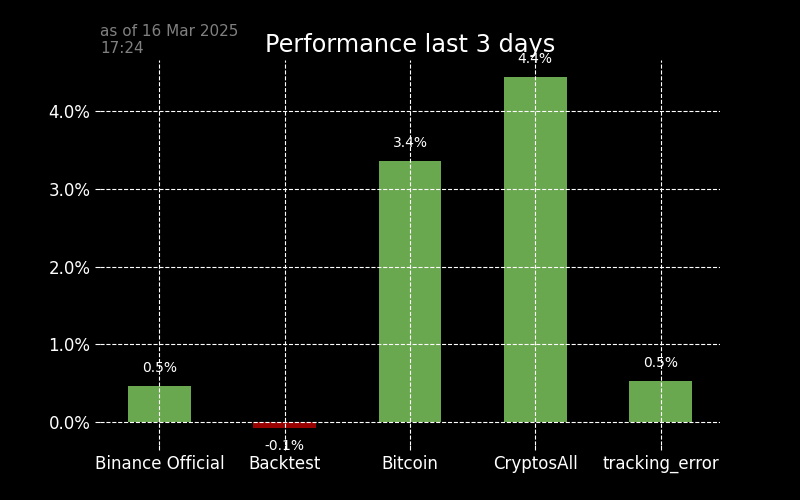 as of 16 Mar 2025
17:24
Performance last 3 days
4.4%
4.0%
3.4%
3.0%
2.0%
1.0%
0.5%
0.5%
0.0%
-0.1%
Binance Official
Backtest
Bitcoin
CryptosAll
tracking_error